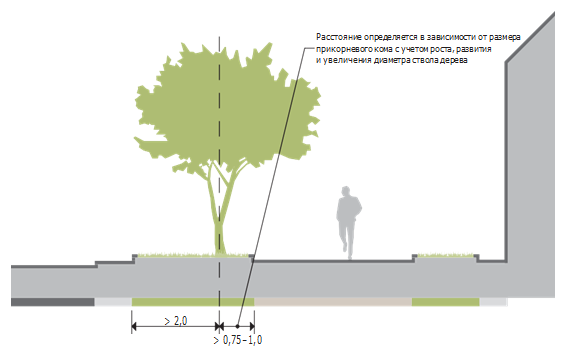 Расстояние определяется в зависимости от размера
прикорневого кома с учетом роста, развития
и увеличения диаметра ствола дерева
> 2,0
> 0,75-1,0